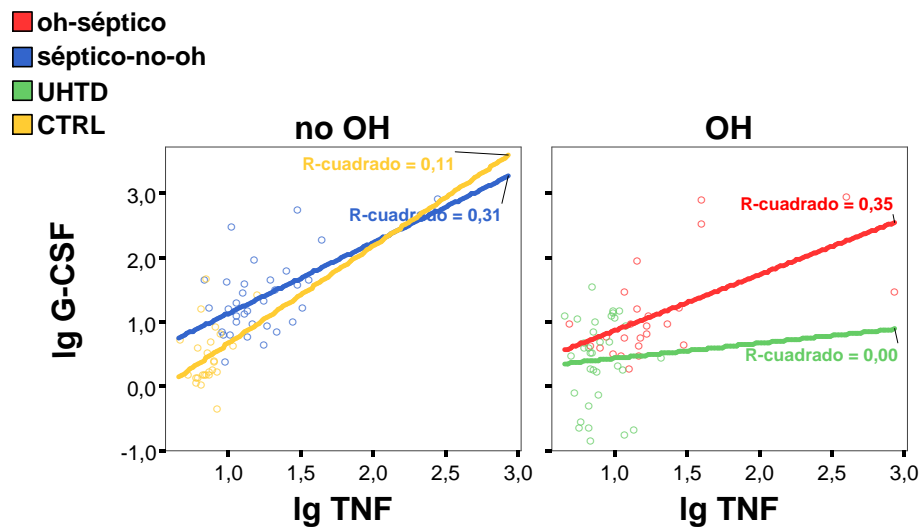 oh-séptico
séptico-no-oh
UHTD
CTRL
no OH
OH
R-cuadrado = 0,11
R-cuadrado = 0,31
R-cuadrado = 0,35
R-cuadrado = 0,00
lg G-CSF
3,0
2,0
1,0
0,0
-1,0
1,0 1,5 2,0 2,5 3,0
1,0 1,5 2,0 2,5 3,0
lg TNF
lg TNF